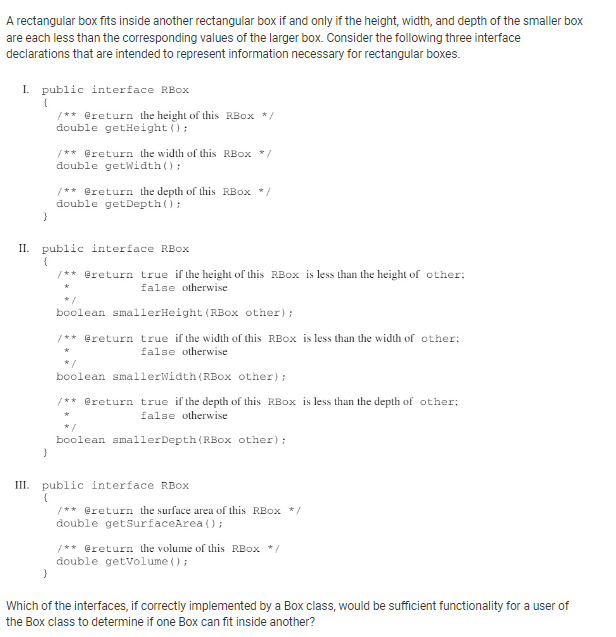 A rectangular box fits inside another rectangular box if and only if the height, width, and depth of the smaller box
are each less than the corresponding values of the larger box. Consider the following three interface
declarations that are intended to represent information necessary for rectangular boxes.
I. public interface RBox
{
/** @return the height of this RBox */
double getHeight();
/** @return the width of this RBox */
double getWidth();
/** @return the depth of this RBox */
double getDepth();
}
II. public interface RBox
{
/** @return true if the height of this RBox is less than the height of other;
* false otherwise
*/
boolean smallerHeight(RBox other);
/** @return true if the width of this RBox is less than the width of other;
* false otherwise
*/
boolean smallerWidth(RBox other);
/** @return true if the depth of this RBox is less than the depth of other;
* false otherwise
*/
boolean smallerDepth(RBox other);
}
III. public interface RBox
{
/** @return the surface area of this RBox */
double getSurfaceArea();
/** @return the volume of this RBox */
double getVolume();
}
Which of the interfaces, if correctly implemented by a Box class, would be sufficient functionality for a user of
the Box class to determine if one Box can fit inside another?